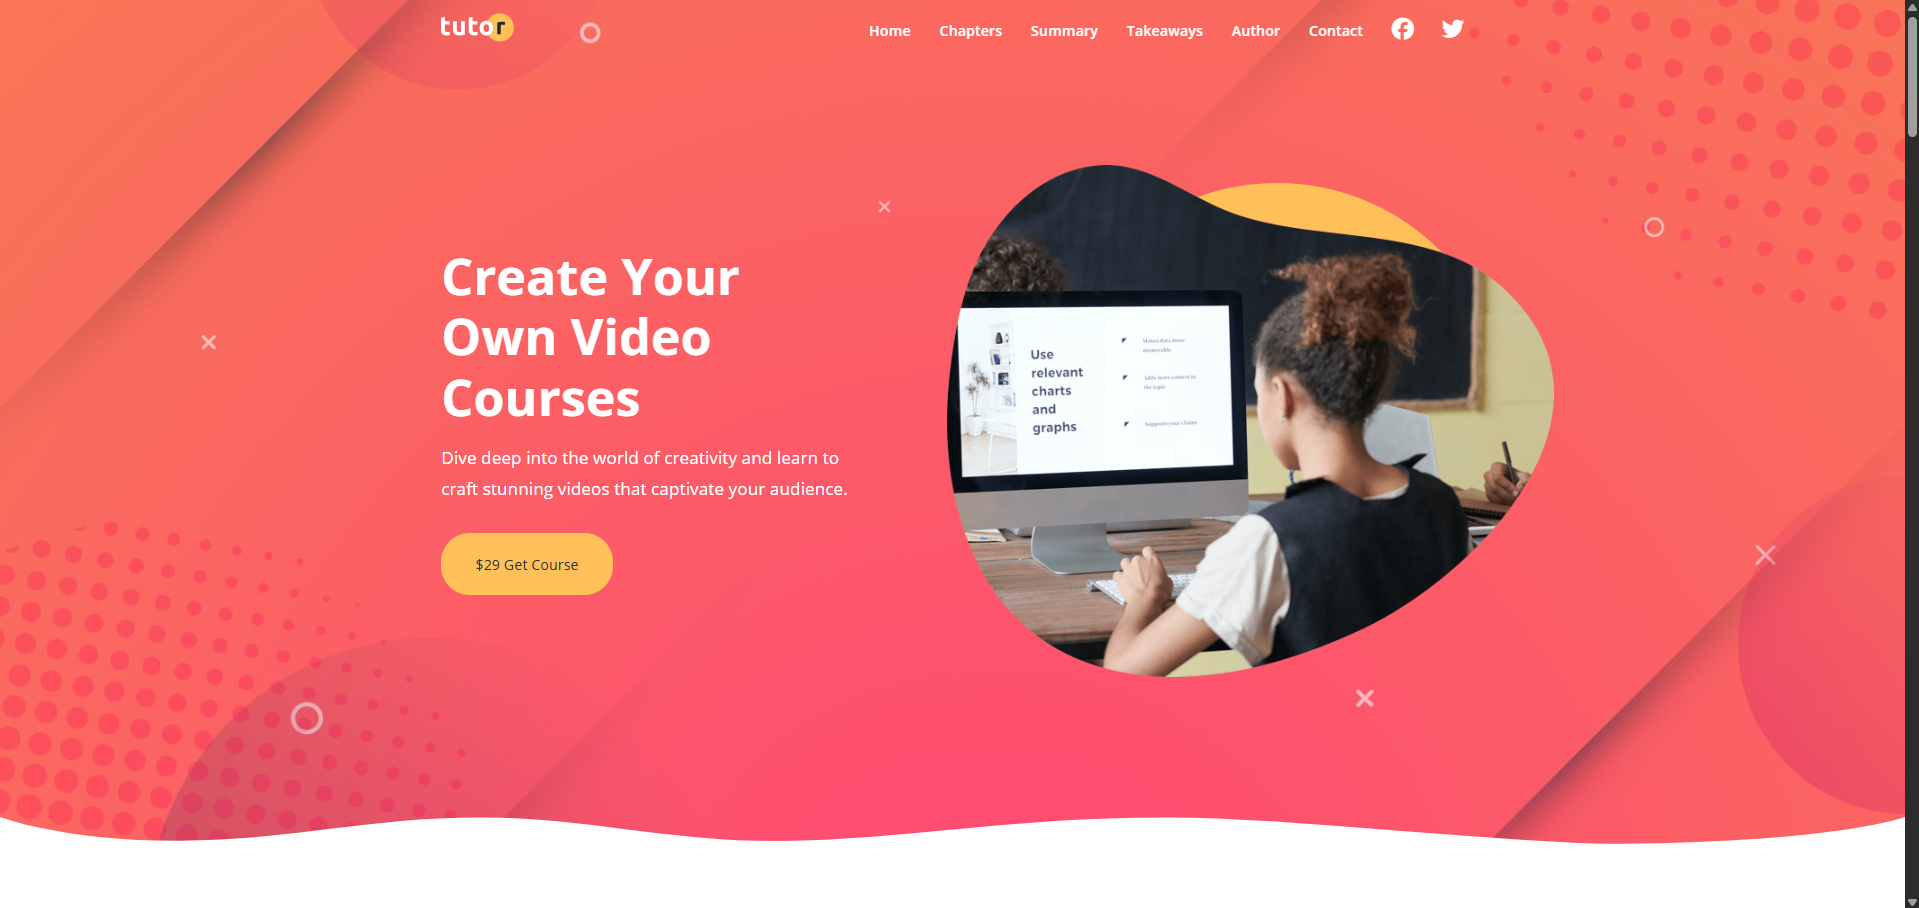 tutor
Home Chapters Summary Takeaways Author Contact
Create Your
Own Video
Courses
Dive deep into the world of creativity and learn to
craft stunning videos that captivate your audience.
$29 Get Course
Use
relevant
charts
and
graphs
Makes data more
memorable
Adds more context to
the topic
Supports your claims